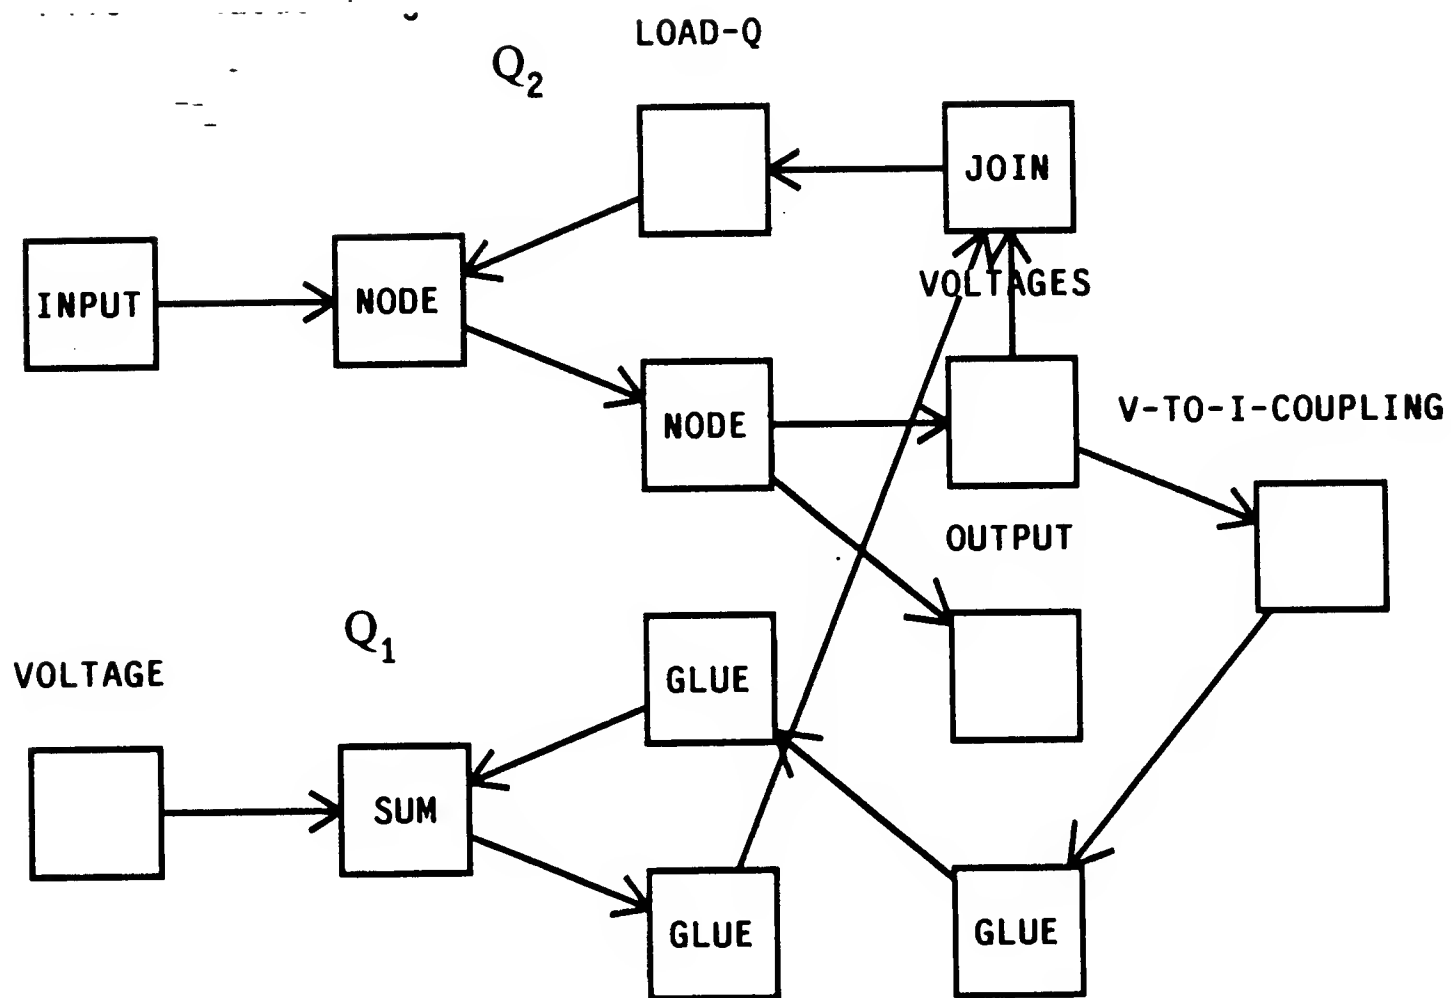 LOAD-Q
Q2
JOIN
INPUT
NODE
VOLTAGES
NODE
V-TO-I-COUPLING
OUTPUT
Q1
VOLTAGE
GLUE
SUM
GLUE
GLUE